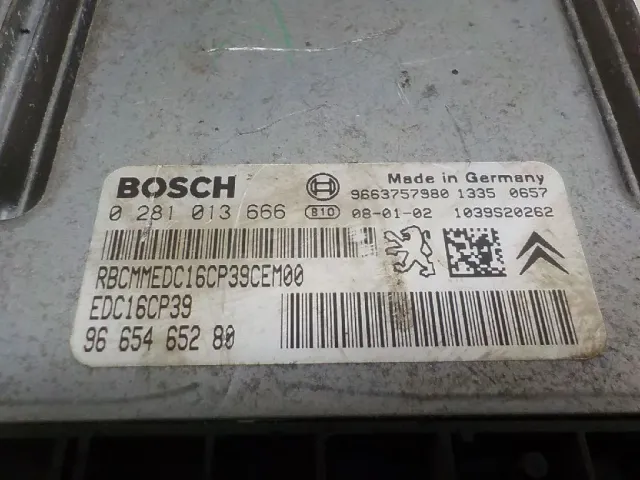 BOSCH
Made in Germany
9663757980 1335 0657
0 281 013 666 B10 08-01-02 1039S20262
RBCMMEDC16CP39CEM00
EDC16CP39
96 654 652 80